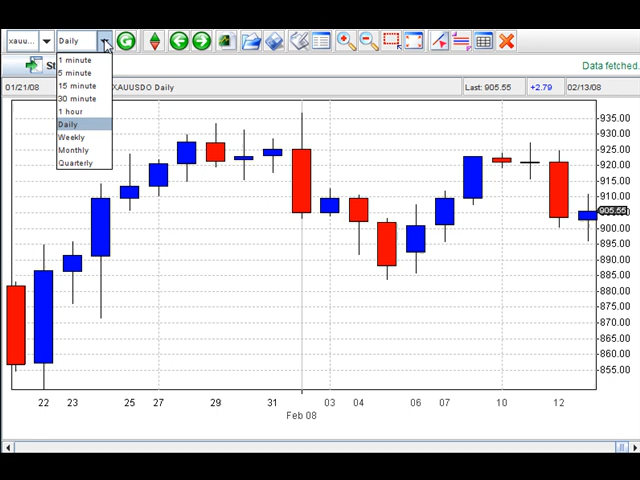 xau... Daily
1 minute
5 minute
15 minute
30 minute
1 hour
Daily
Weekly
Monthly
Quarterly
St
Data fetched.
01/21/08 XAUUSDO Daily Last: 905.55 +2.79 02/13/08
935.00
930.00
925.00
920.00
915.00
910.00
905.55
900.00
895.00
890.00
885.00
880.00
875.00
870.00
865.00
860.00
855.00
22 23 25 27 29 31 03 04 06 07 10 12
Feb 08